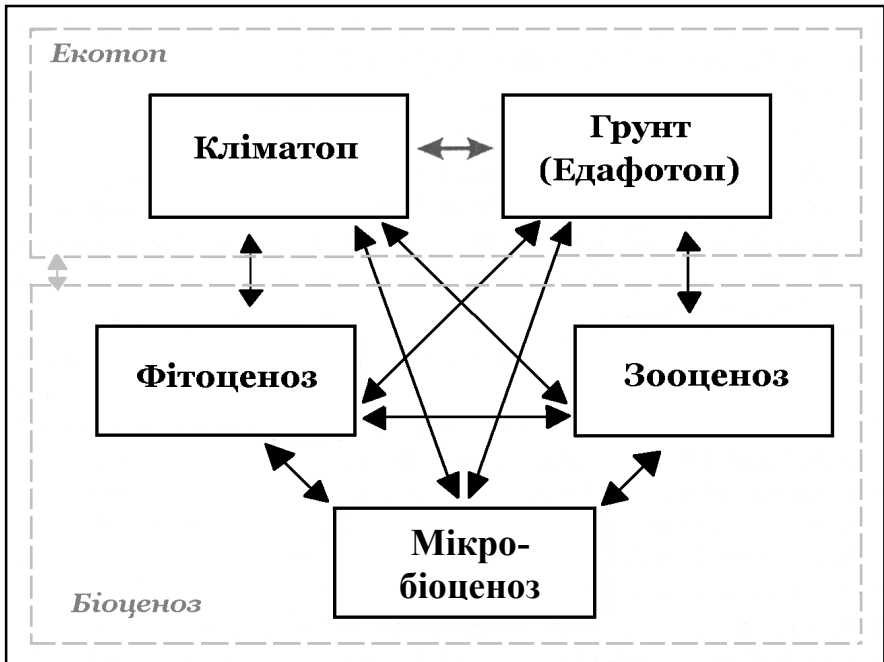 Екотоп
Кліматоп
Грунт
(Едафотоп)
Фітоценоз
Зооценоз
Мікро-
біоценоз
Біоценоз